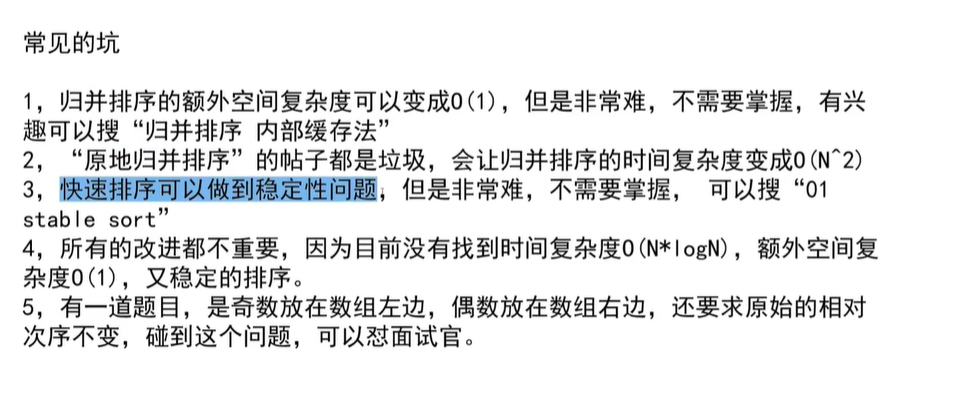 常见的坑
1，归并排序的额外空间复杂度可以变成O(1)，但是非常难，不需要掌握，有兴
趣可以搜“归并排序 内部缓存法”
2，“原地归并排序”的帖子都是垃圾，会让归并排序的时间复杂度变成O(N^2)
3，快速排序可以做到稳定性问题，但是非常难，不需要掌握， 可以搜“01
stable sort”
4，所有的改进都不重要，因为目前没有找到时间复杂度O(N*logN)，额外空间复
杂度O(1)，又稳定的排序。
5，有一道题目，是奇数放在数组左边，偶数放在数组右边，还要求原始的相对
次序不变，碰到这个问题，可以怼面试官。